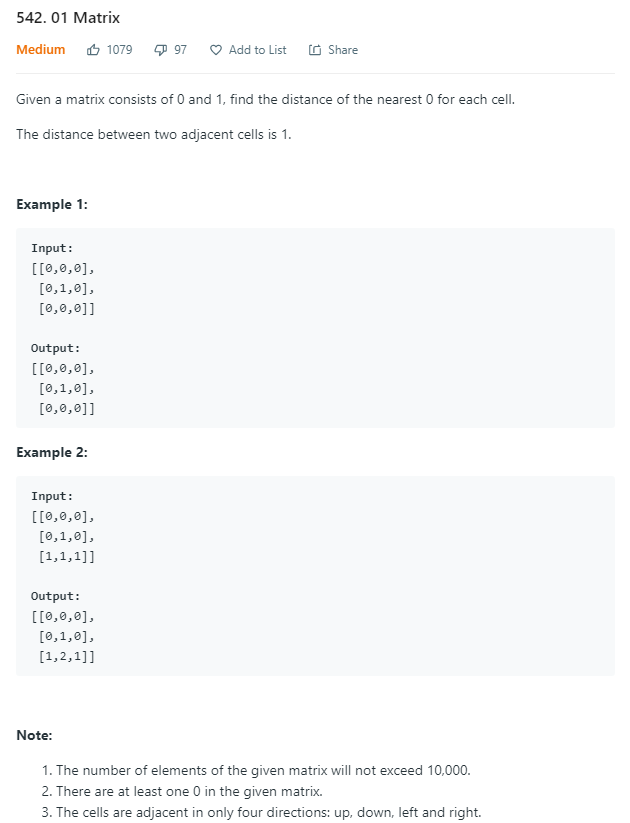 542. 01 Matrix
Medium 1079 97 Add to List Share
Given a matrix consists of 0 and 1, find the distance of the nearest 0 for each cell.
The distance between two adjacent cells is 1.
Example 1:
Input:
[[0,0,0],
[0,1,0],
[0,0,0]]
Output:
[[0,0,0],
[0,1,0],
[0,0,0]]
Example 2:
Input:
[[0,0,0],
[0,1,0],
[1,1,1]]
Output:
[[0,0,0],
[0,1,0],
[1,2,1]]
Note:
1. The number of elements of the given matrix will not exceed 10,000.
2. There are at least one 0 in the given matrix.
3. The cells are adjacent in only four directions: up, down, left and right.